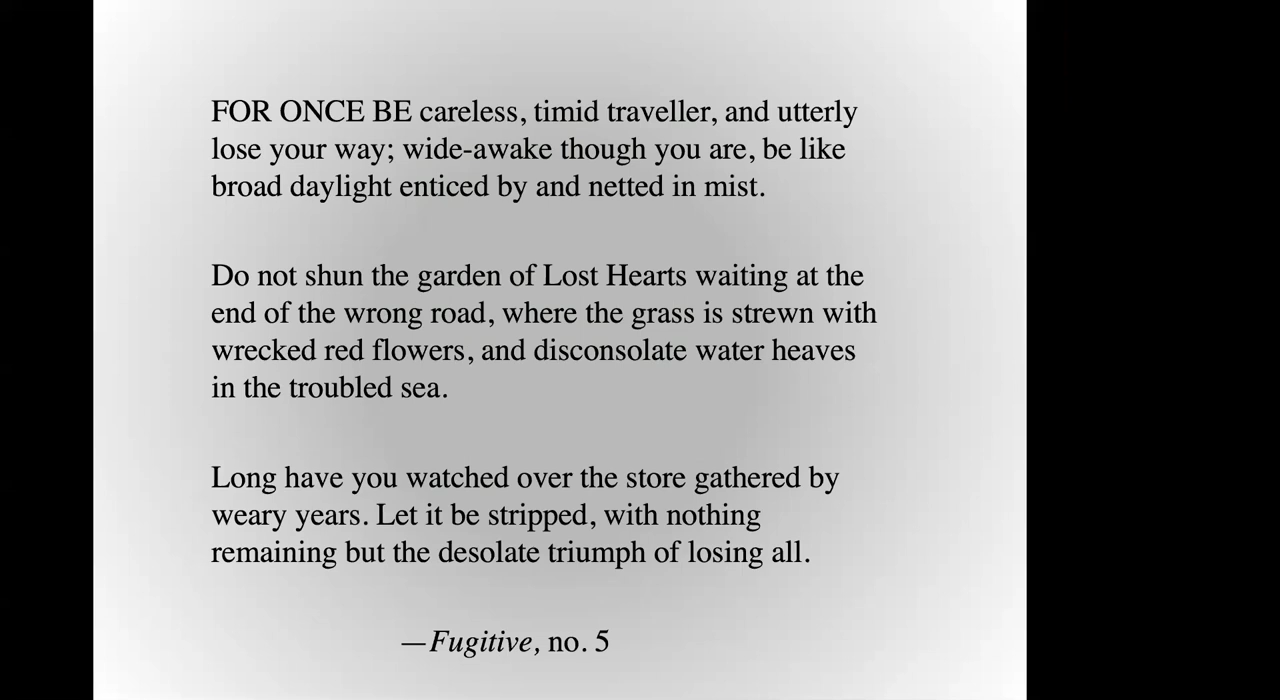 FOR ONCE BE careless, timid traveller, and utterly
lose your way; wide-awake though you are, be like
broad daylight enticed by and netted in mist.
Do not shun the garden of Lost Hearts waiting at the
end of the wrong road, where the grass is strewn with
wrecked red flowers, and disconsolate water heaves
in the troubled sea.
Long have you watched over the store gathered by
weary years. Let it be stripped, with nothing
remaining but the desolate triumph of losing all.
—Fugitive, no. 5